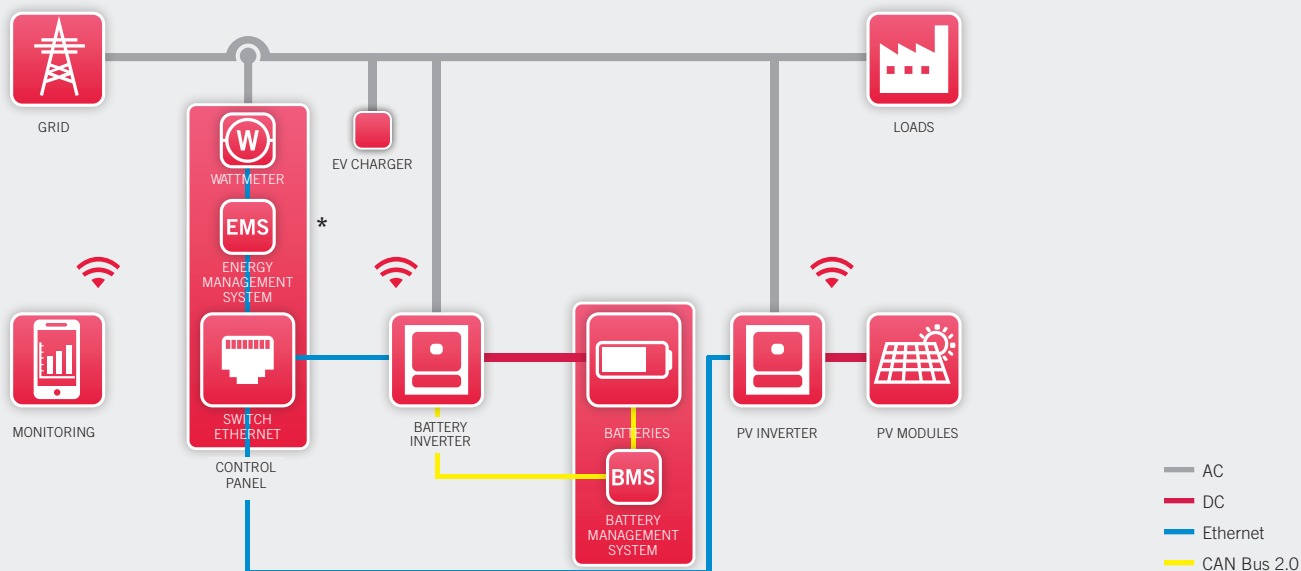 GRID
LOADS
W
WATTMETER
EV CHARGER
EMS
*
ENERGY
MANAGEMENT
SYSTEM
MONITORING
SWITCH
ETHERNET
CONTROL
PANEL
BATTERY
INVERTER
BATTERIES
BMS
BATTERY
MANAGEMENT
SYSTEM
PV INVERTER
PV MODULES
AC
DC
Ethernet
CAN Bus 2.0